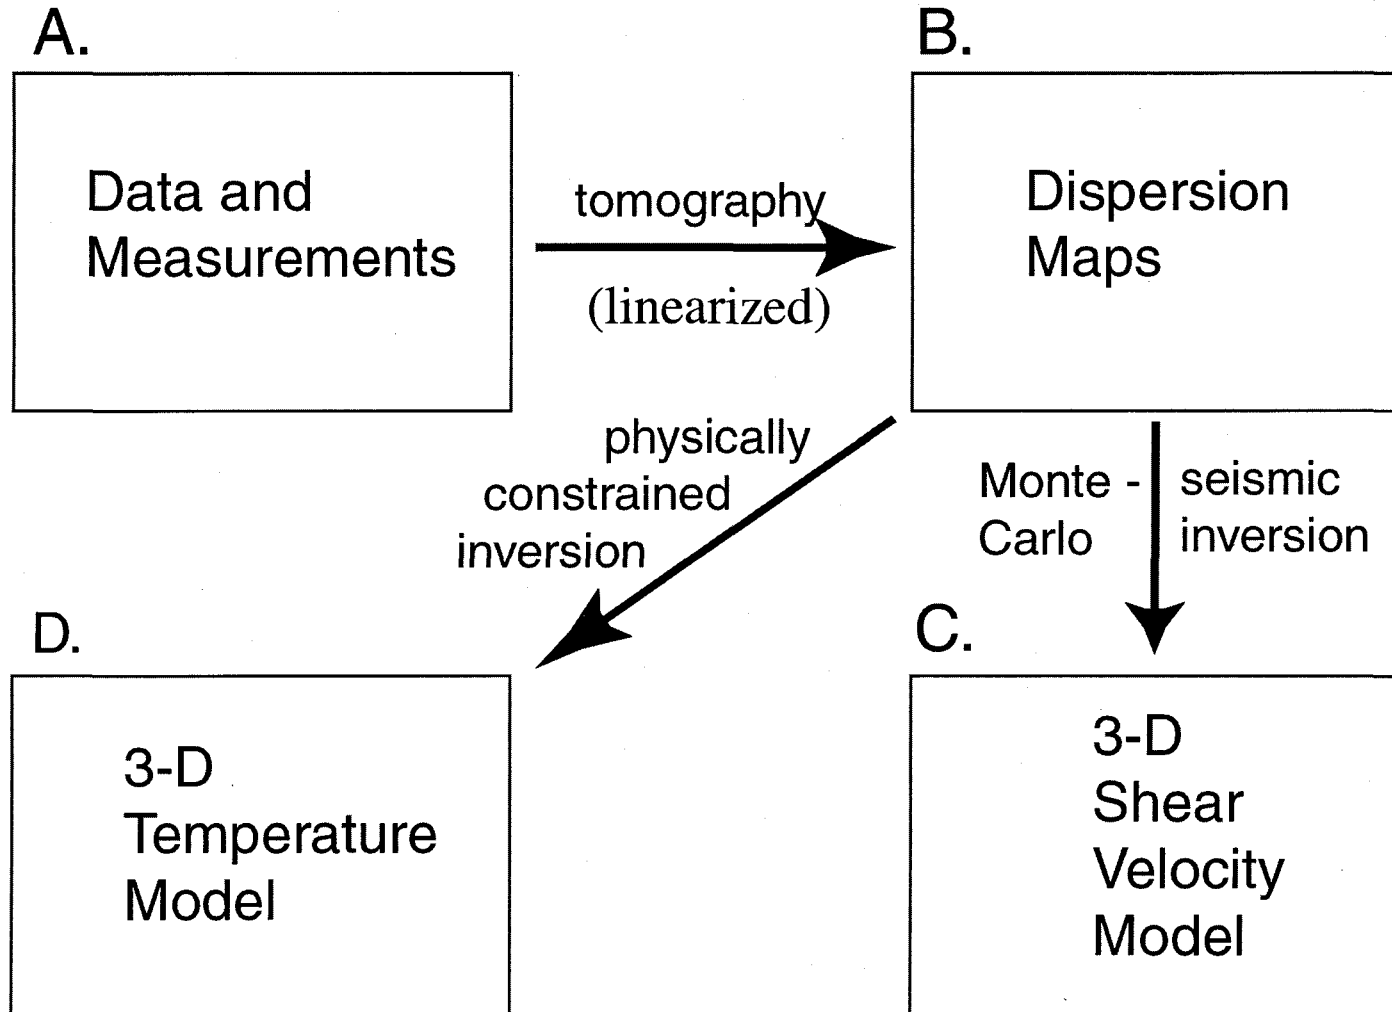 A.
Data and
Measurements
tomography
(linearized)
B.
Dispersion
Maps
physically
constrained
inversion
Monte -
Carlo
seismic
inversion
D.
3-D
Temperature
Model
C.
3-D
Shear
Velocity
Model